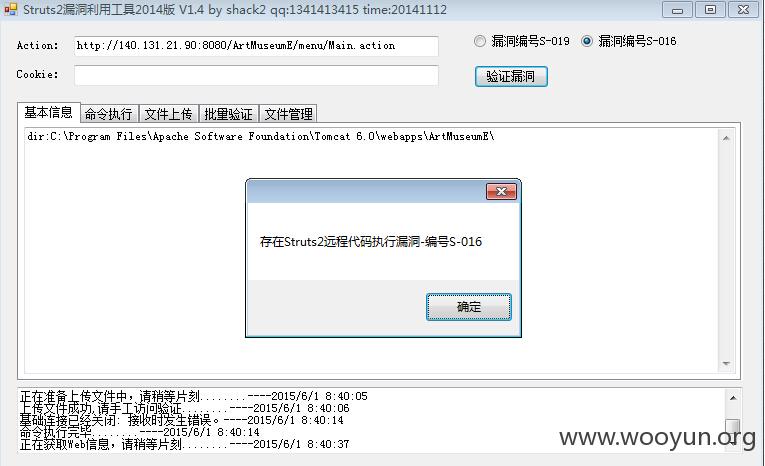 Struts2漏洞利用工具2014版 V1.4 by shack2 qq:1341413415 time:20141112
Action: http://140.131.21.90:8080/ArtMuseumE/menu/Main.action 漏洞编号S-019 漏洞编号S-016
Cookie: 验证漏洞
基本信息 命令执行 文件上传 批量验证 文件管理
dir:C:\Program Files\Apache Software Foundation\Tomcat 6.0\webapps\ArtMuseumE\
存在Struts2远程代码执行漏洞-编号S-016
确定
正在准备上传文件中，请稍等片刻........----2015/6/1 8:40:05
上传文件成功,请手工访问验证........----2015/6/1 8:40:06
基础连接已经关闭: 接收时发生错误。----2015/6/1 8:40:14
命令执行完毕........----2015/6/1 8:40:14
正在获取Web信息，请稍等片刻........----2015/6/1 8:40:37
www.wooyun.org